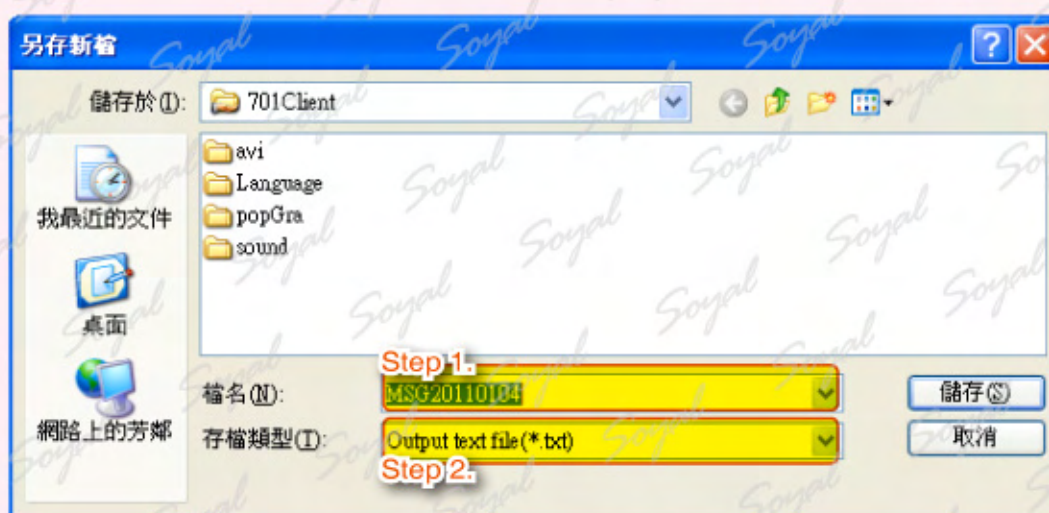 另存新檔
儲存於(I):
701Client
avi
Language
popGra
sound
我最近的文件
桌面
網路上的芳鄰
Step 1.
檔名(N):
MSG20110104
儲存(S)
存檔類型(T):
Output text file(*.txt)
取消
Step 2.
Soyal